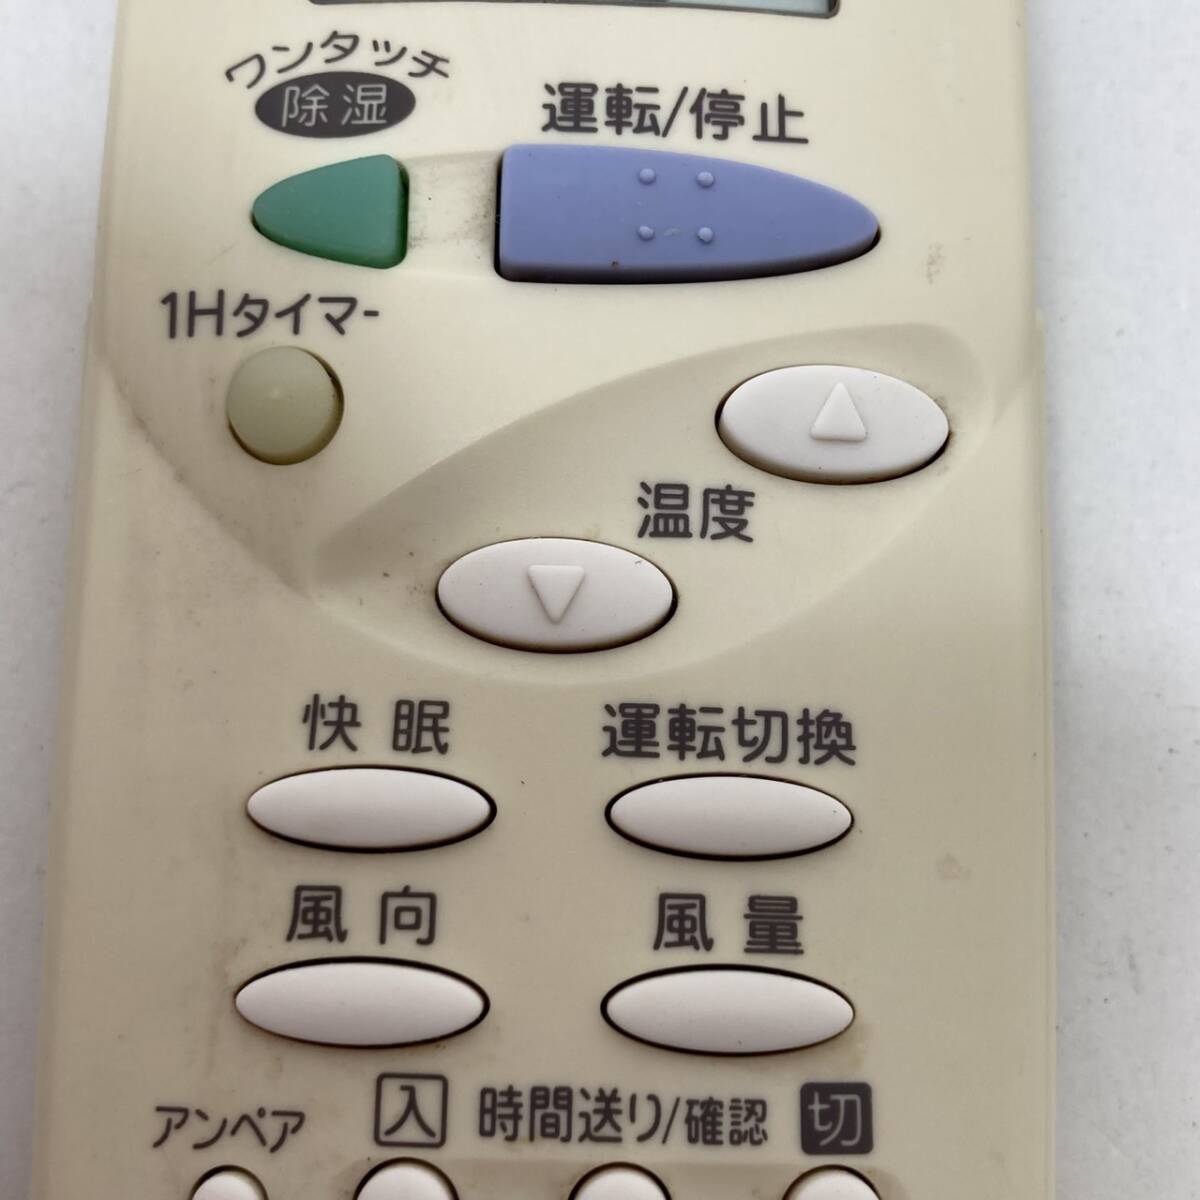 ワンタッチ
除湿
運転/停止
1Hタイマー
温度
快眠
運転切換
風向
風量
アンペア
入 時間送り/確認 切